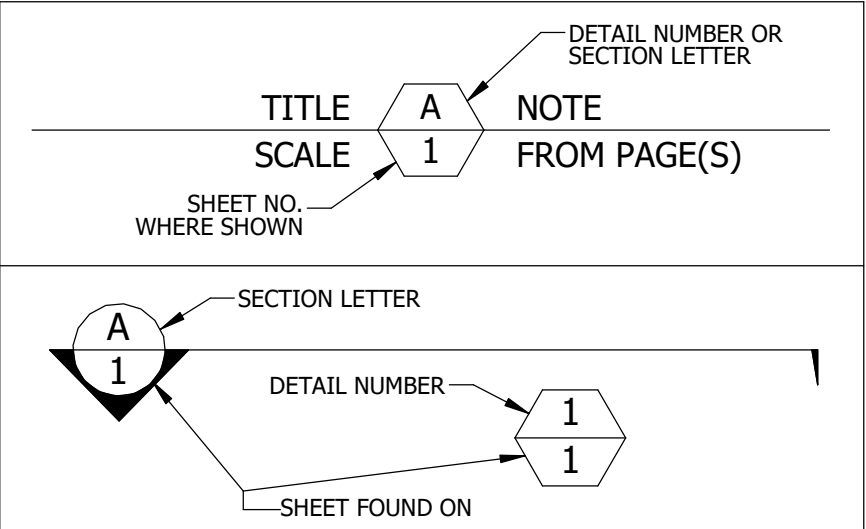 DETAIL NUMBER OR
SECTION LETTER
TITLE A NOTE
SCALE 1 FROM PAGE(S)
SHEET NO.
WHERE SHOWN
SECTION LETTER
A
1
DETAIL NUMBER
1
1
SHEET FOUND ON